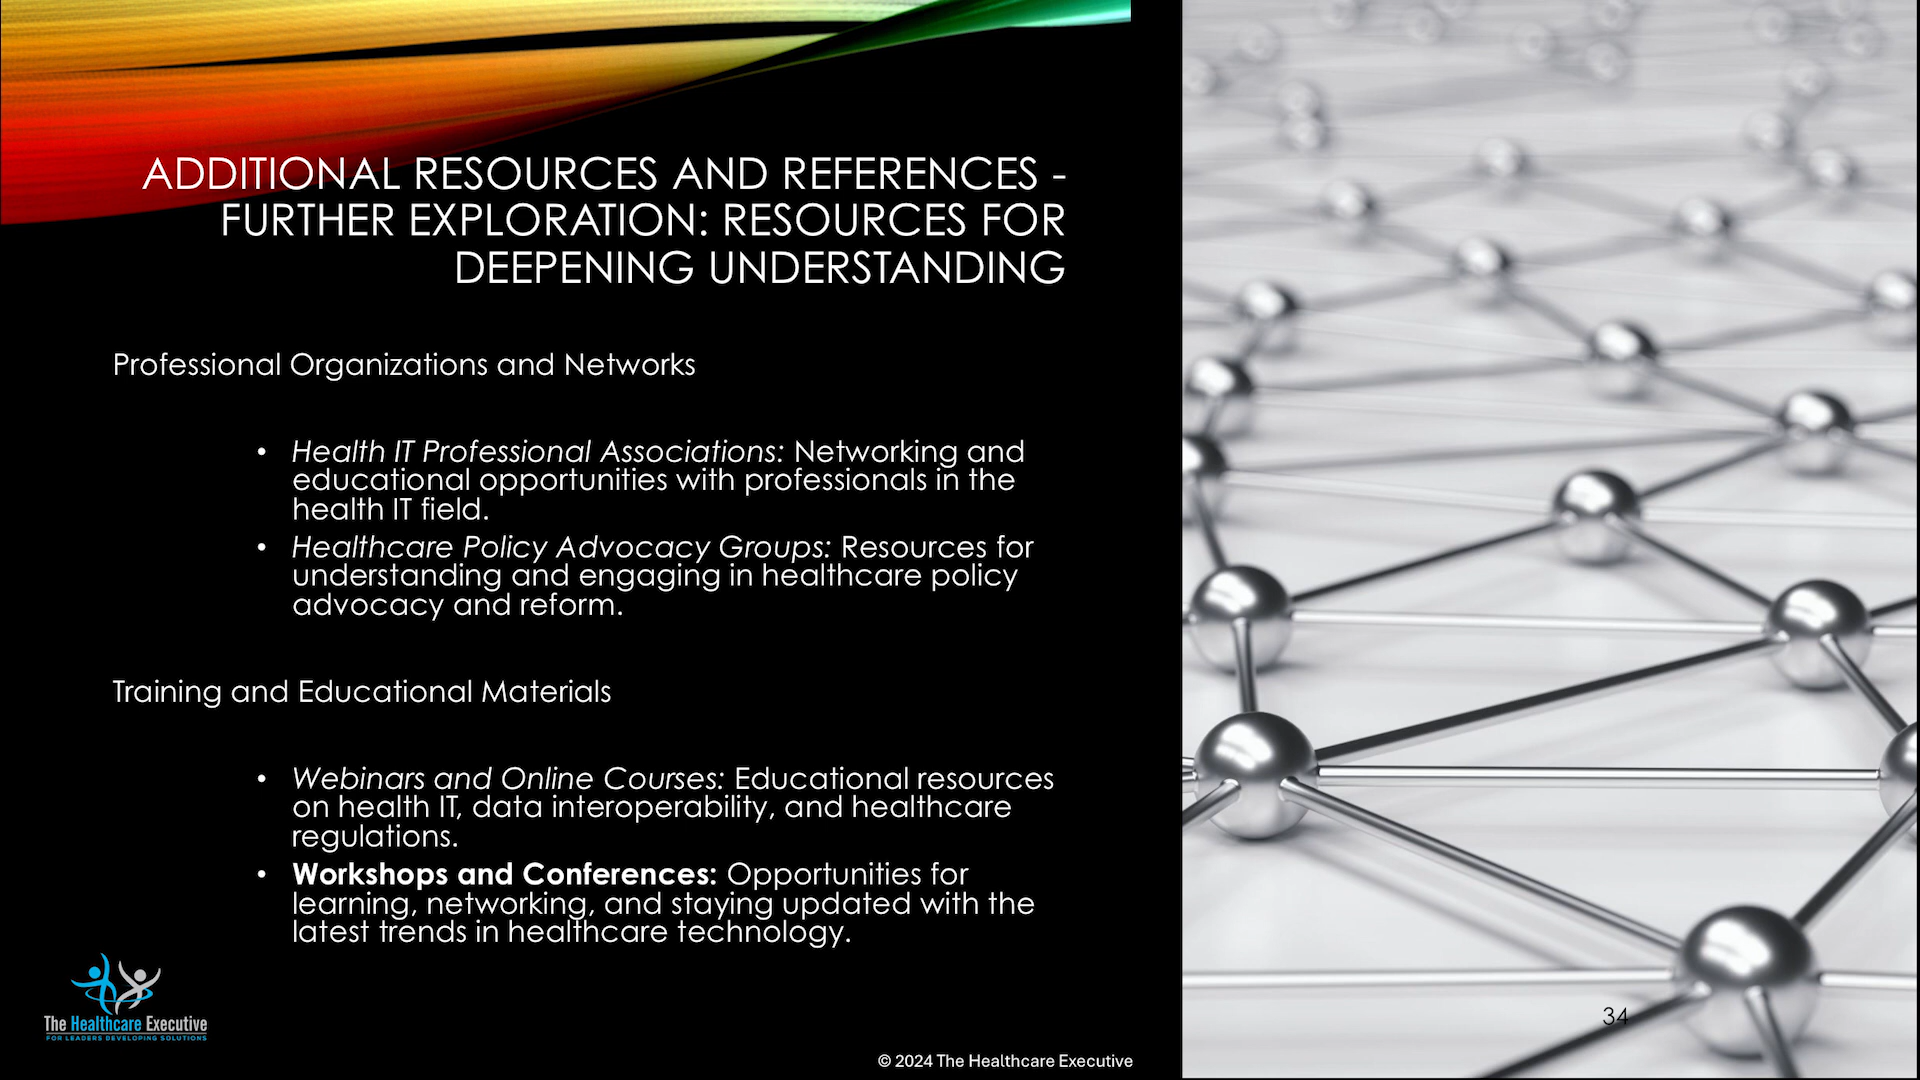 ADDITIONAL RESOURCES AND REFERENCES -
FURTHER EXPLORATION: RESOURCES FOR
DEEPENING UNDERSTANDING
Professional Organizations and Networks
• Health IT Professional Associations: Networking and
educational opportunities with professionals in the
health IT field.
• Healthcare Policy Advocacy Groups: Resources for
understanding and engaging in healthcare policy
advocacy and reform.
Training and Educational Materials
• Webinars and Online Courses: Educational resources
on health IT, data interoperability, and healthcare
regulations.
• Workshops and Conferences: Opportunities for
learning, networking, and staying updated with the
latest trends in healthcare technology.
The Healthcare Executive
FOR LEADERS DEVELOPING SOLUTIONS
34
© 2024 The Healthcare Executive